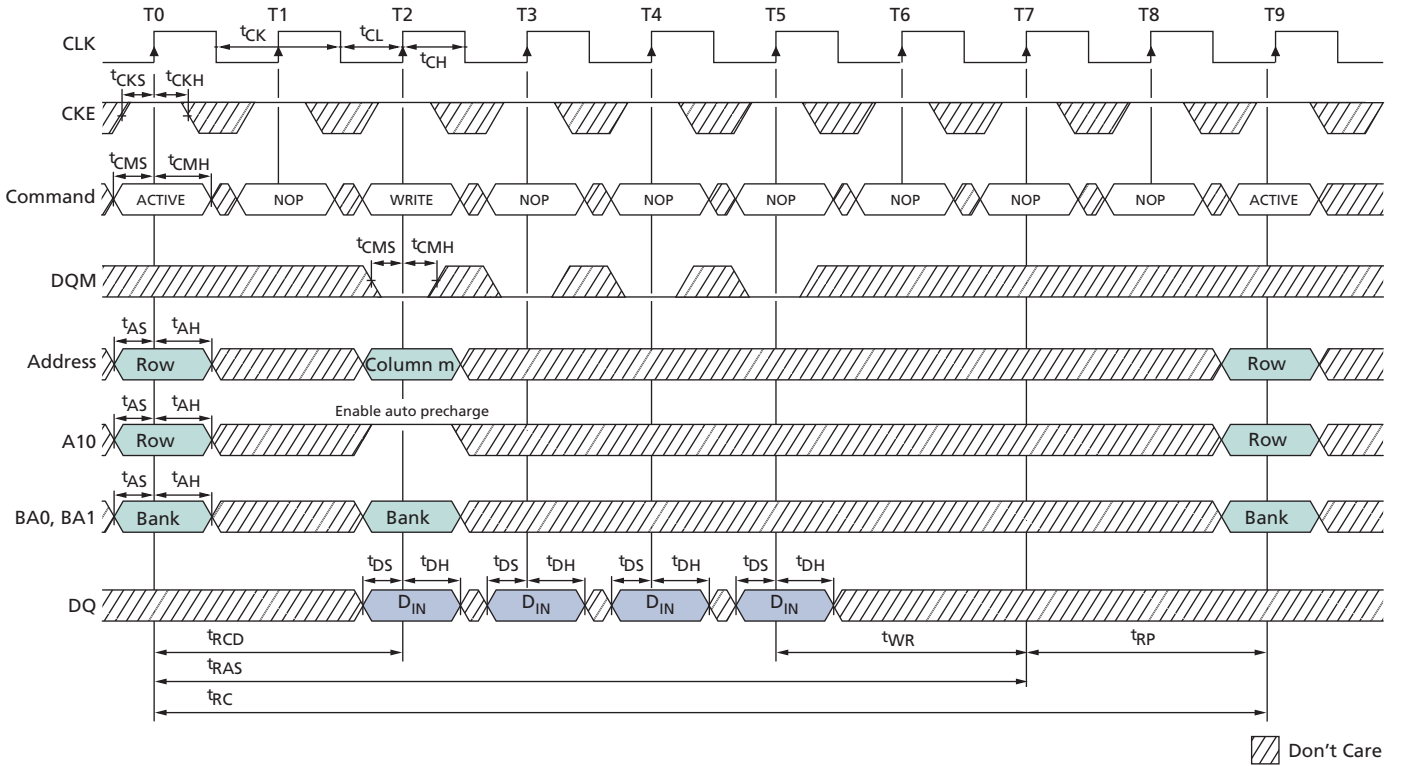 T0 T1 T2 T3 T4 T5 T6 T7 T8 T9
CLK tCK tCL tCH
tCKS tCKH
CKE
tCMS tCMH
Command ACTIVE NOP WRITE NOP NOP NOP NOP NOP NOP ACTIVE
tCMS tCMH
DQM
tAS tAH
Address Row Column m Row
tAS tAH Enable auto precharge
A10 Row Row
tAS tAH
BA0, BA1 Bank Bank Bank
tDS tDH tDS tDH tDS tDH tDS tDH
DQ DIN DIN DIN DIN
tRCD tWR tRP
tRAS
tRC
Don't Care